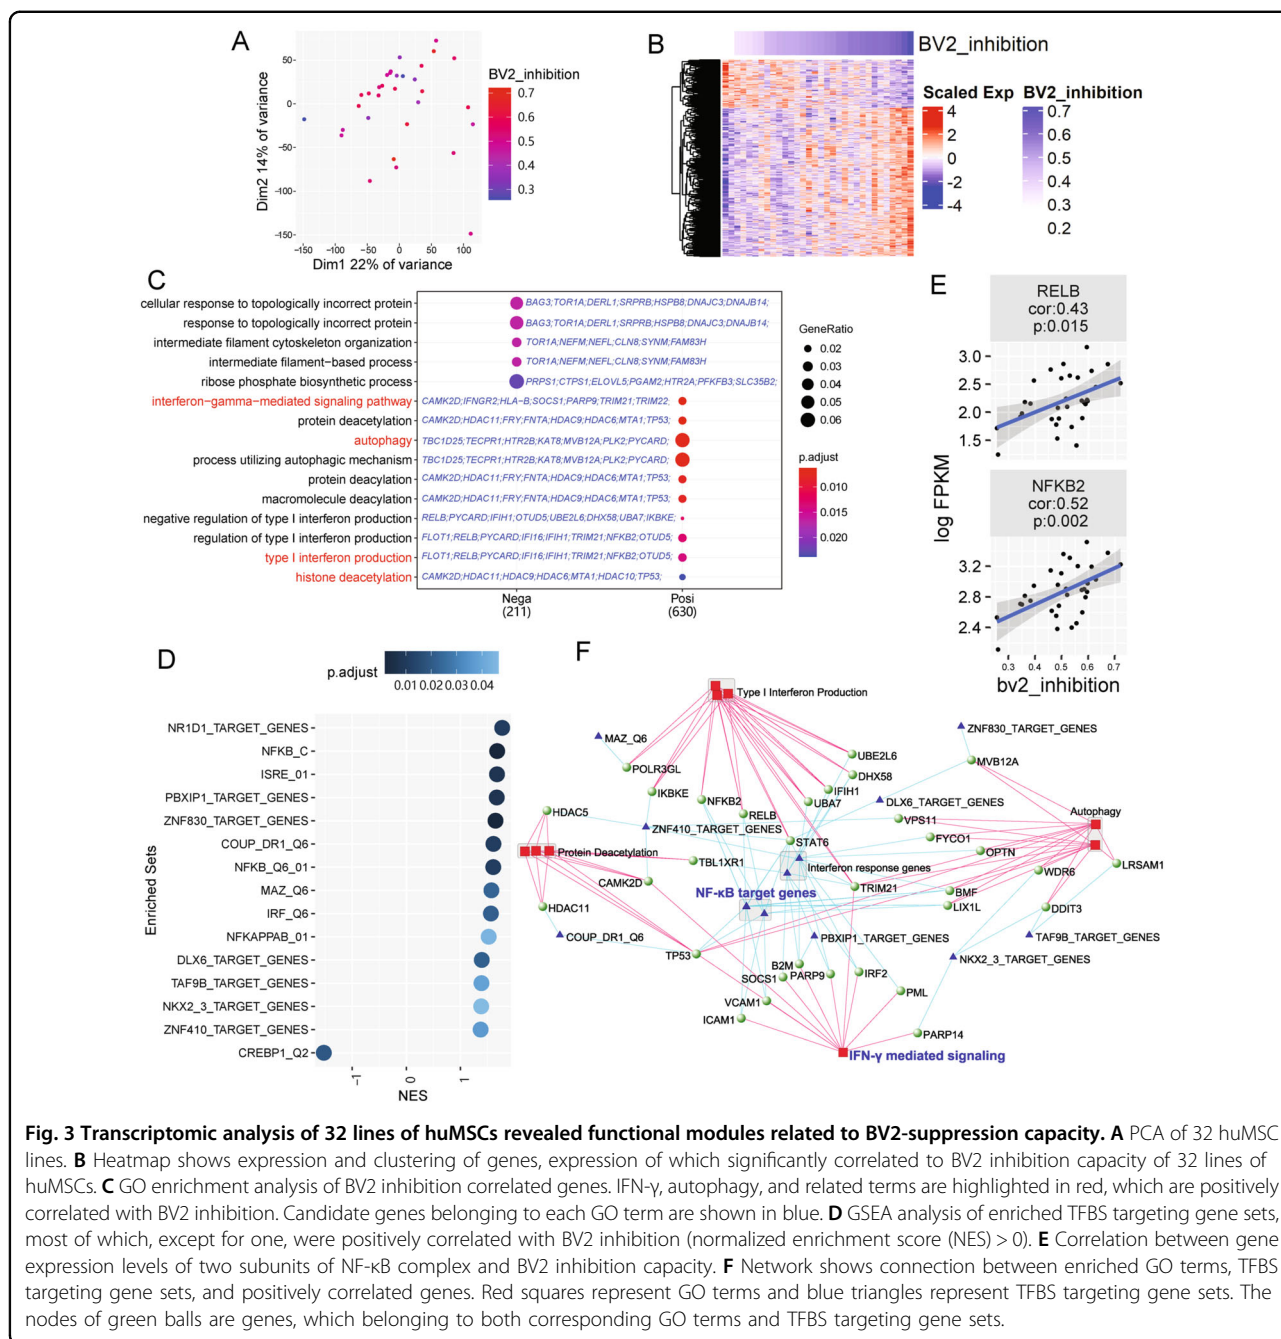 A
50
0
−50
−100
−150
−150
−100
−50
0
50
100
Dim2 14% of variance
Dim1 22% of variance
BV2_inhibition
0.7
0.6
0.5
0.4
0.3
B
BV2_inhibition
Scaled Exp
4
2
0
-2
-4
BV2_inhibition
0.7
0.6
0.5
0.4
0.3
0.2
C
cellular response to topologically incorrect protein
BAG3;TOR1A;DERL1;SRPRB;HSPB8;DNAJC3;DNAJB14;
response to topologically incorrect protein
BAG3;TOR1A;DERL1;SRPRB;HSPB8;DNAJC3;DNAJB14;
intermediate filament cytoskeleton organization
TOR1A;NEFM;NEFL;CLN8;SYNM;FAM83H
intermediate filament−based process
TOR1A;NEFM;NEFL;CLN8;SYNM;FAM83H
ribose phosphate biosynthetic process
PRPS1;CTPS1;ELOVL5;PGAM2;HTR2A;PFKFB3;SLC35B2;
interferon−gamma−mediated signaling pathway
CAMK2D;IFNGR2;HLA−B;SOCS1;PARP9;TRIM21;TRIM22;
protein deacetylation
CAMK2D;HDAC11;FRY;FNTA;HDAC9;HDAC6;MTA1;TP53;
autophagy
TBC1D25;TECPR1;HTR2B;KAT8;MVB12A;PLK2;PYCARD;
process utilizing autophagic mechanism
TBC1D25;TECPR1;HTR2B;KAT8;MVB12A;PLK2;PYCARD;
protein deacylation
CAMK2D;HDAC11;FRY;FNTA;HDAC9;HDAC6;MTA1;TP53;
macromolecule deacylation
CAMK2D;HDAC11;FRY;FNTA;HDAC9;HDAC6;MTA1;TP53;
negative regulation of type I interferon production
RELB;PYCARD;IFIH1;OTUD5;UBE2L6;DHX58;UBA7;IKBKE;
regulation of type I interferon production
FLOT1;RELB;PYCARD;IFI16;IFIH1;TRIM21;NFKB2;OTUD5;
type I interferon production
FLOT1;RELB;PYCARD;IFI16;IFIH1;TRIM21;NFKB2;OTUD5;
histone deacetylation
CAMK2D;HDAC11;HDAC9;HDAC6;MTA1;HDAC10;TP53;
Nega
(211)
Posi
(630)
GeneRatio
0.02
0.03
0.04
0.05
0.06
p.adjust
0.010
0.015
0.020
E
RELB
cor:0.43
p:0.015
3.0
2.5
2.0
1.5
NFKB2
cor:0.52
p:0.002
3.2
2.8
2.4
log FPKM
0.3
0.4
0.5
0.6
0.7
bv2_inhibition
D
p.adjust
0.01 0.02 0.03 0.04
NR1D1_TARGET_GENES
NFKB_C
ISRE_01
PBXIP1_TARGET_GENES
ZNF830_TARGET_GENES
COUP_DR1_Q6
NFKB_Q6_01
MAZ_Q6
IRF_Q6
NFKAPPAB_01
DLX6_TARGET_GENES
TAF9B_TARGET_GENES
NKX2_3_TARGET_GENES
ZNF410_TARGET_GENES
CREBP1_Q2
Enriched Sets
−1
0
1
NES
F
Type I Interferon Production
MAZ_Q6
ZNF830_TARGET_GENES
POLR3GL
UBE2L6
MVB12A
DHX58
IKBKE
IFIH1
NFKB2
UBA7
DLX6_TARGET_GENES
Autophagy
HDAC5
RELB
VPS11
ZNF410_TARGET_GENES
STAT6
FYCO1
Protein Deacetylation
OPTN
TBL1XR1
Interferon response genes
LRSAM1
WDR6
CAMK2D
NF-κB target genes
TRIM21
BMF
LIX1L
DDIT3
HDAC11
COUP_DR1_Q6
PBXIP1_TARGET_GENES
TAF9B_TARGET_GENES
TP53
NKX2_3_TARGET_GENES
B2M
SOCS1
PARP9
IRF2
VCAM1
PML
ICAM1
PARP14
IFN-γ mediated signaling
Fig. 3 Transcriptomic analysis of 32 lines of huMSCs revealed functional modules related to BV2-suppression capacity. A PCA of 32 huMSC
lines. B Heatmap shows expression and clustering of genes, expression of which significantly correlated to BV2 inhibition capacity of 32 lines of
huMSCs. C GO enrichment analysis of BV2 inhibition correlated genes. IFN-γ, autophagy, and related terms are highlighted in red, which are positively
correlated with BV2 inhibition. Candidate genes belonging to each GO term are shown in blue. D GSEA analysis of enriched TFBS targeting gene sets,
most of which, except for one, were positively correlated with BV2 inhibition (normalized enrichment score (NES) > 0). E Correlation between gene
expression levels of two subunits of NF-κB complex and BV2 inhibition capacity. F Network shows connection between enriched GO terms, TFBS
targeting gene sets, and positively correlated genes. Red squares represent GO terms and blue triangles represent TFBS targeting gene sets. The
nodes of green balls are genes, which belonging to both corresponding GO terms and TFBS targeting gene sets.